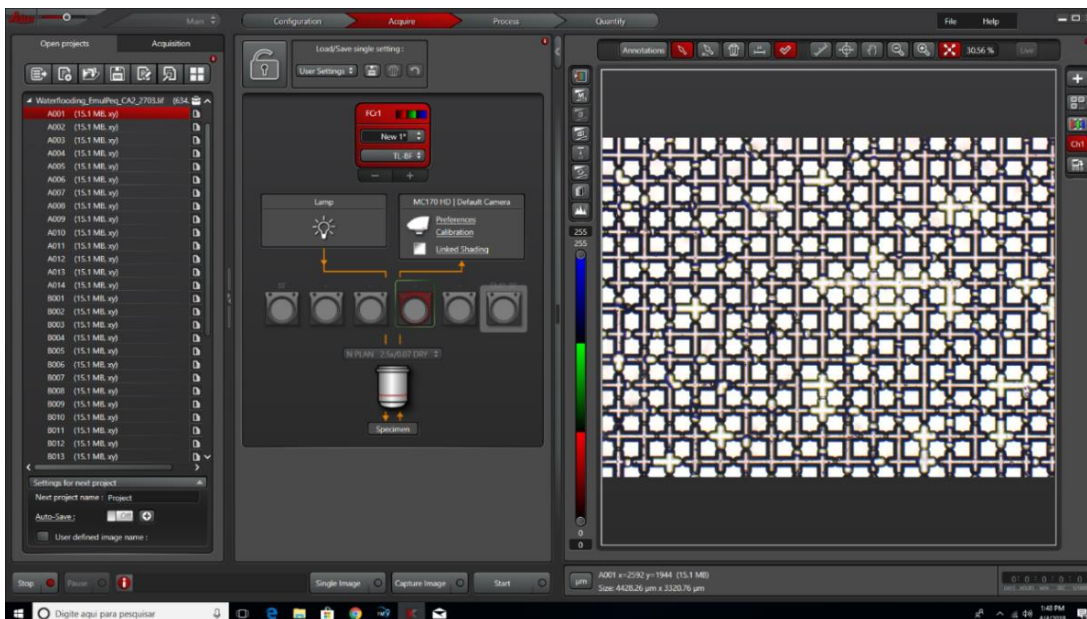 Main
Configuration
Acquire
Process
Quantify
File
Help
Open projects
Acquisition
Load/Save single setting :
User Settings
Annotations
30.56 %
Live
Waterflooding_EmulPeq_CA2_2703.lif (634.
A001 (15.1 MB, xy)
A002 (15.1 MB, xy)
A003 (15.1 MB, xy)
A004 (15.1 MB, xy)
A005 (15.1 MB, xy)
A006 (15.1 MB, xy)
A007 (15.1 MB, xy)
A008 (15.1 MB, xy)
A009 (15.1 MB, xy)
A010 (15.1 MB, xy)
A011 (15.1 MB, xy)
A012 (15.1 MB, xy)
A013 (15.1 MB, xy)
A014 (15.1 MB, xy)
B001 (15.1 MB, xy)
B002 (15.1 MB, xy)
B003 (15.1 MB, xy)
B004 (15.1 MB, xy)
B005 (15.1 MB, xy)
B006 (15.1 MB, xy)
B007 (15.1 MB, xy)
B008 (15.1 MB, xy)
B009 (15.1 MB, xy)
B010 (15.1 MB, xy)
B011 (15.1 MB, xy)
B012 (15.1 MB, xy)
B013 (15.1 MB, xy)
Settings for next project
Next project name : Project
Auto-Save : Off
User defined image name :
FCr1
New 1*
TL-BF
Lamp
MC170 HD | Default Camera
Preferences
Calibration
Linked Shading
N PLAN 2.5x/0.07 DRY
Specimen
255
255
0
0
Ch1
Stop
Pause
Single Image
Capture Image
Start
µm
A001 x=2592 y=1944 (15.1 MB)
Size: 4428.26 µm x 3320.76 µm
Digite aqui para pesquisar
1:48 PM